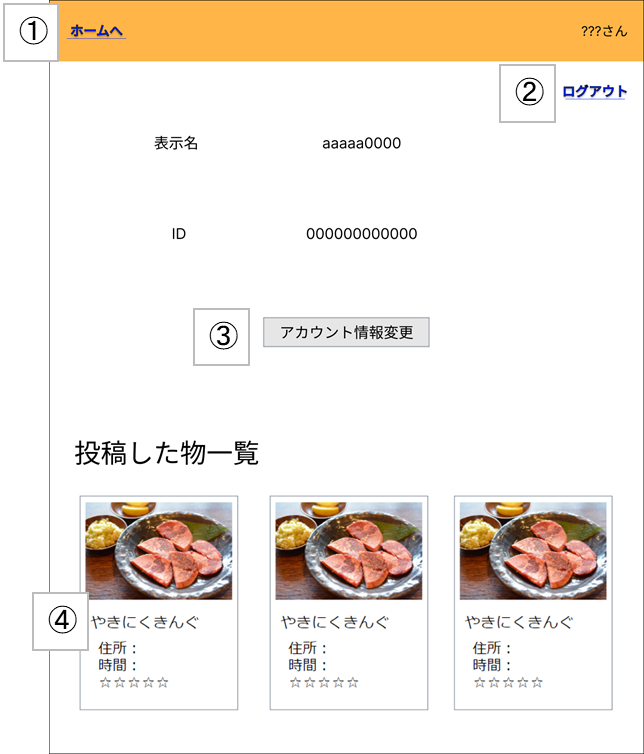 ① ホームへ ???さん
② ログアウト
表示名 aaaaa0000
ID 000000000000
③ アカウント情報変更
投稿した物一覧
④ やきにくきんぐ やきにくきんぐ やきにくきんぐ
住所： 住所： 住所：
時間： 時間： 時間：
☆☆☆☆☆ ☆☆☆☆☆ ☆☆☆☆☆